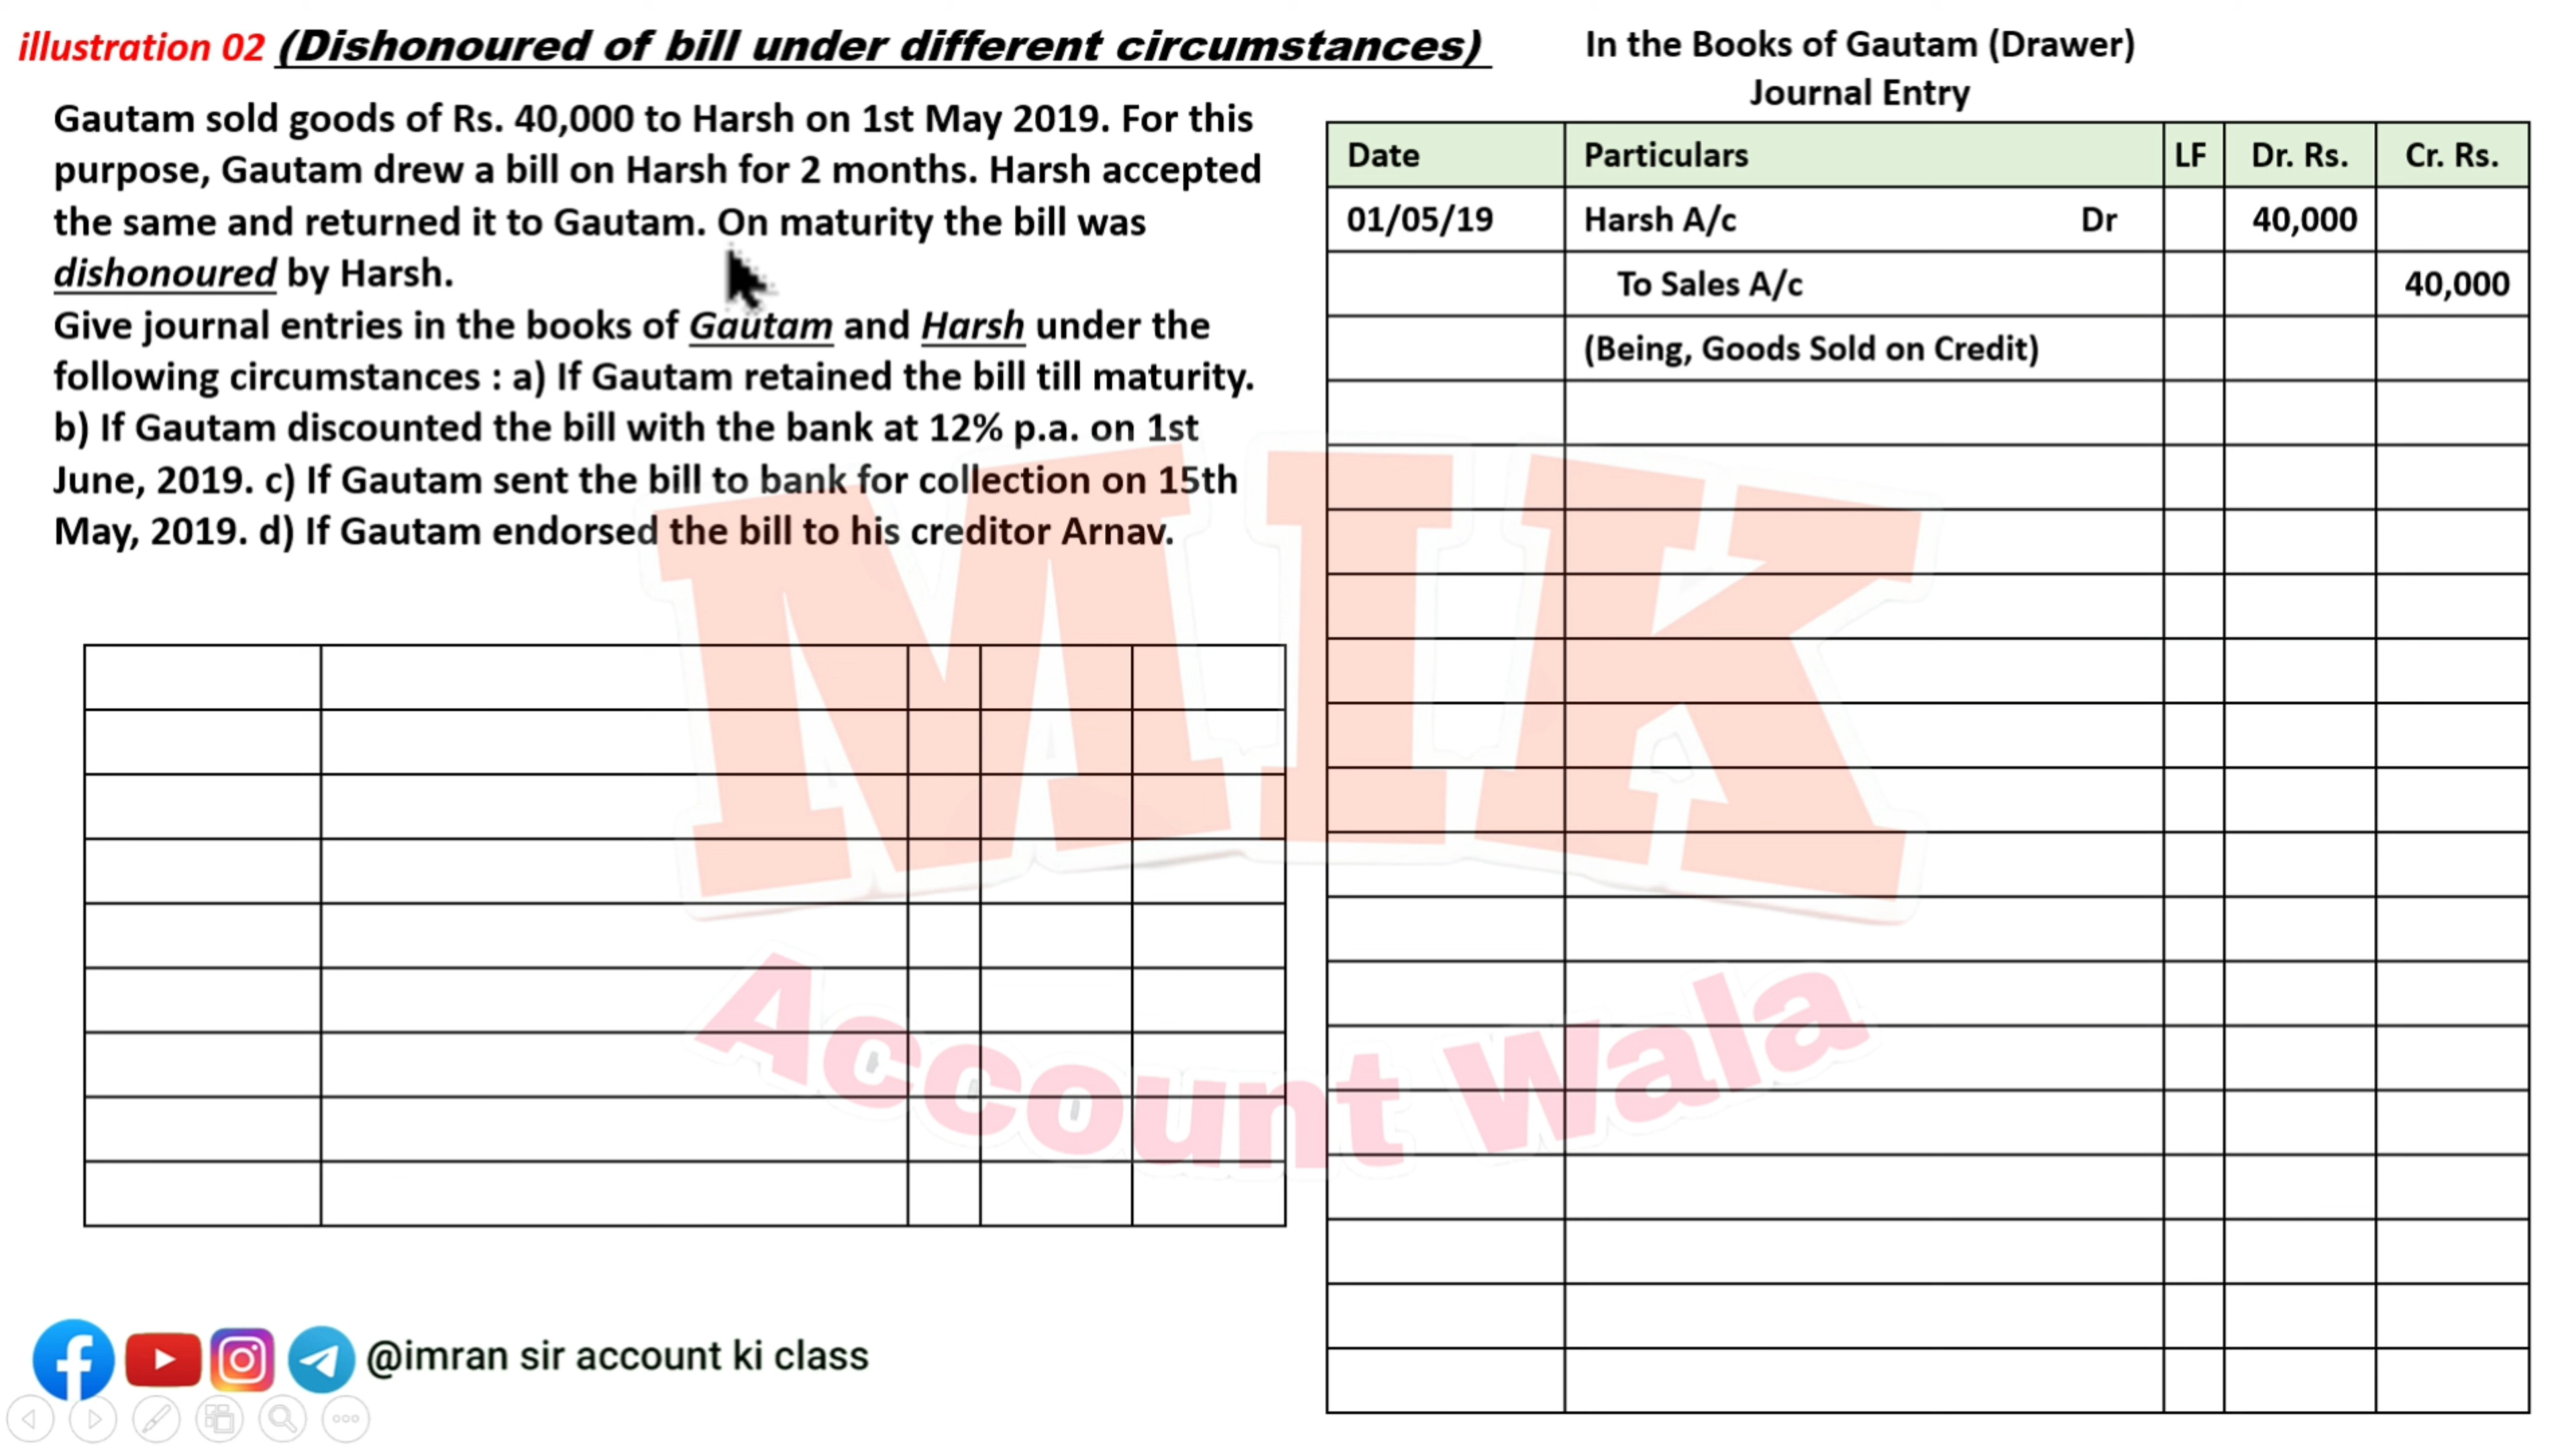 illustration 02 (Dishonoured of bill under different circumstances)
Gautam sold goods of Rs. 40,000 to Harsh on 1st May 2019. For this
purpose, Gautam drew a bill on Harsh for 2 months. Harsh accepted
the same and returned it to Gautam. On maturity the bill was
dishonoured by Harsh.
Give journal entries in the books of Gautam and Harsh under the
following circumstances : a) If Gautam retained the bill till maturity.
b) If Gautam discounted the bill with the bank at 12% p.a. on 1st
June, 2019. c) If Gautam sent the bill to bank for collection on 15th
May, 2019. d) If Gautam endorsed the bill to his creditor Arnav.
In the Books of Gautam (Drawer)
Journal Entry
Date Particulars LF Dr. Rs. Cr. Rs.
01/05/19 Harsh A/c Dr 40,000
To Sales A/c 40,000
(Being, Goods Sold on Credit)
MIK
Account Wala
@imran sir account ki class